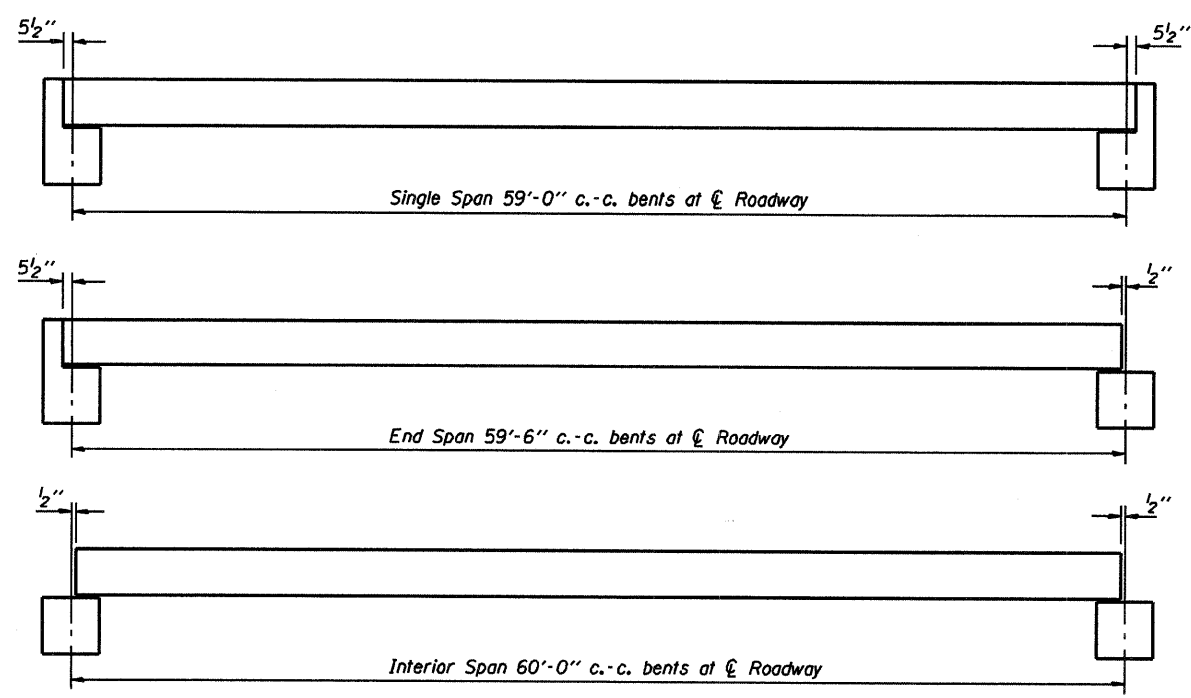 5½" 5½"
Single Span 59'-0" c.-c. bents at ℄ Roadway
5½" ½"
End Span 59'-6" c.-c. bents at ℄ Roadway
½" ½"
Interior Span 60'-0" c.-c. bents at ℄ Roadway